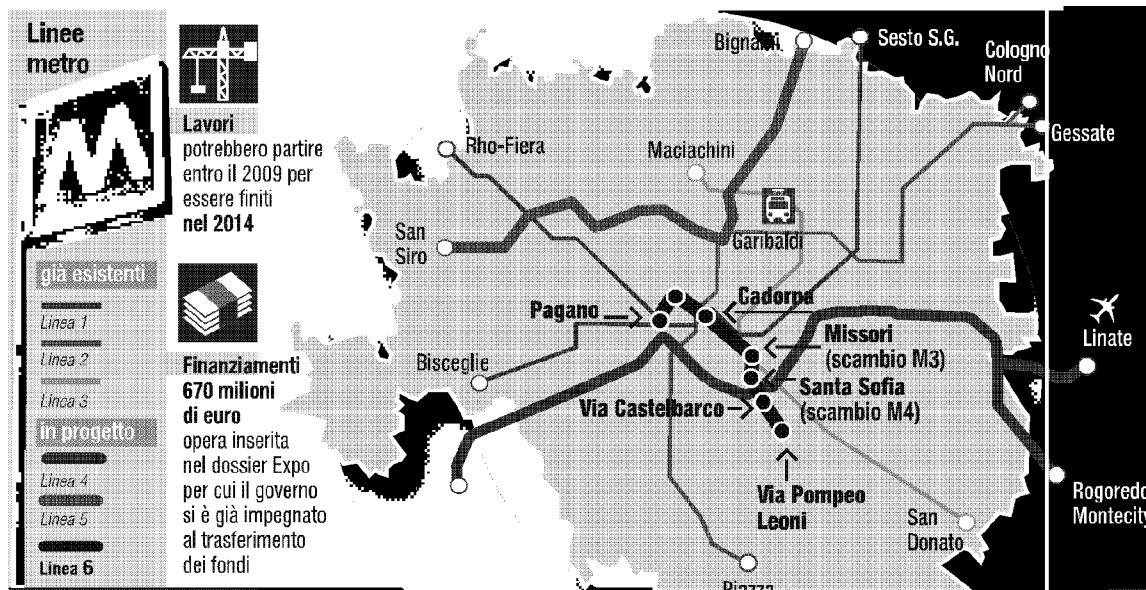 Linee
metro
Lavori
potrebbero partire
entro il 2009 per
essere finiti
nel 2014
già esistenti
Linea 1
Linea 2
Linea 3
in progetto
Linea 4
Linea 5
Linea 6
Finanziamenti
670 milioni
di euro
opera inserita
nel dossier Expo
per cui il governo
si è già impegnato
al trasferimento
dei fondi
Bignami
Sesto S.G.
Cologno
Nord
Gessate
Rho-Fiera
Maciachini
Garibaldi
San
Siro
Pagano
Cadorna
Missori
(scambio M3)
Santa Sofia
(scambio M4)
Bisceglie
Via Castelbarco
Via Pompeo
Leoni
Linate
Rogoredo
Montecity
San
Donato
Piazza